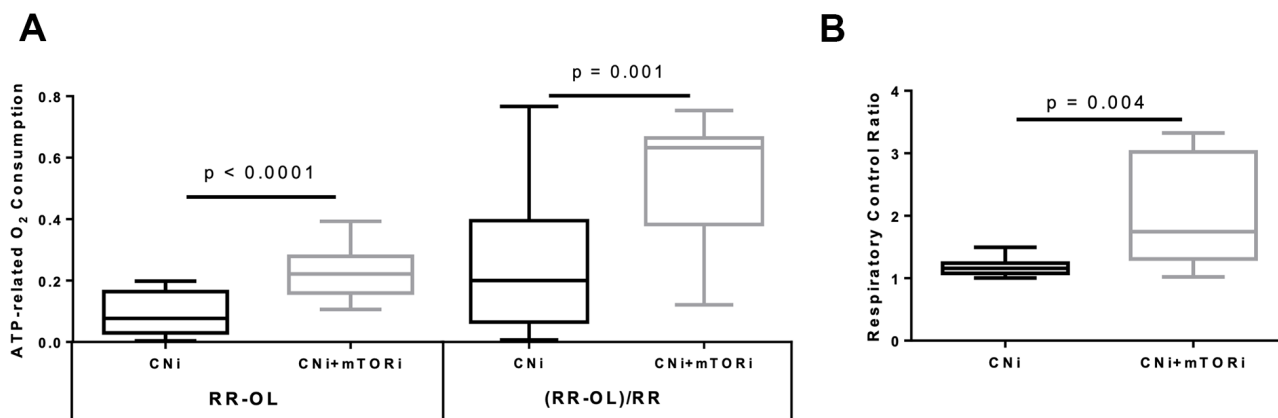 A
ATP-related O2 Consumption
0.8
0.6
0.4
0.2
0.0
p < 0.0001
p = 0.001
CNi
CNi+mTORi
CNi
CNi+mTORi
RR-OL
(RR-OL)/RR
B
Respiratory Control Ratio
4
3
2
1
0
p = 0.004
CNi
CNi+mTORi